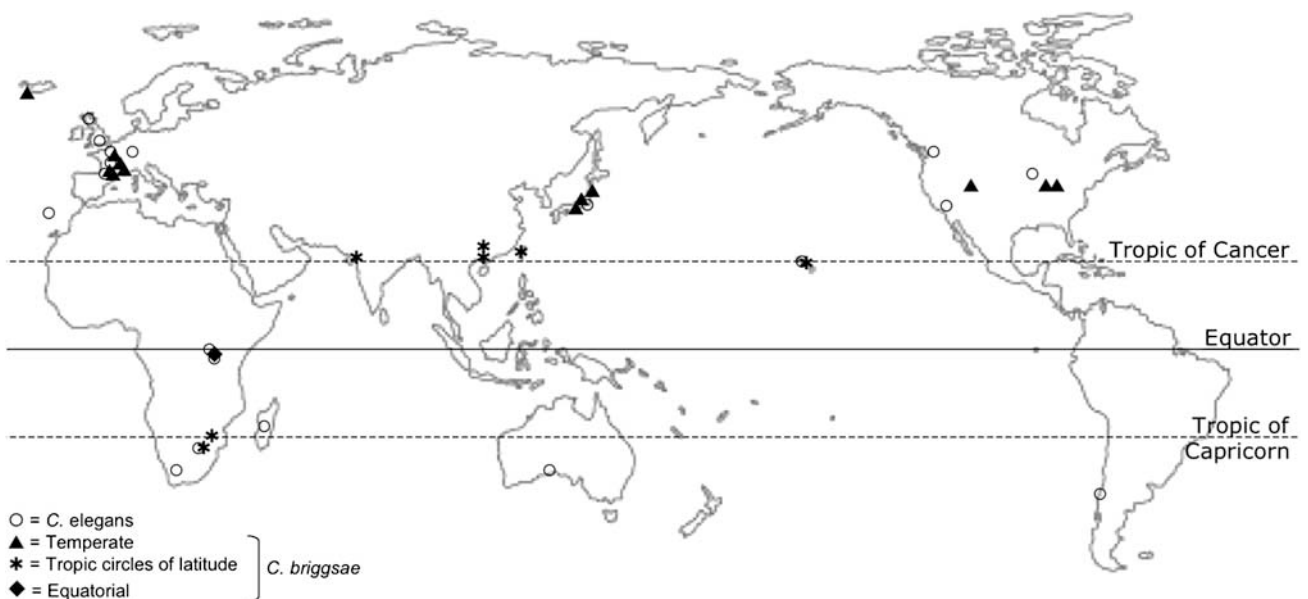 Tropic of Cancer
Equator
Tropic of
Capricorn
= C. elegans
= Temperate
= Tropic circles of latitude
= Equatorial
C. briggsae